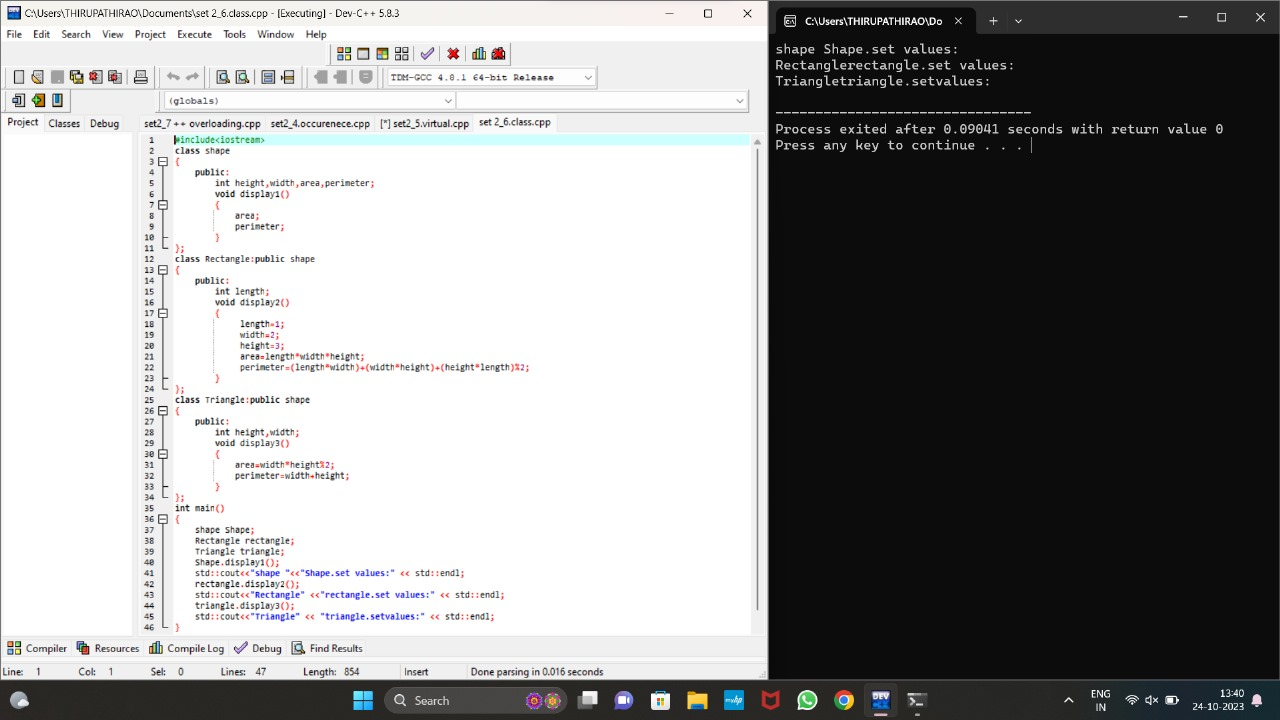 C:\Users\THIRUPATHIRAO\Documents\set 2_6.class.cpp - [Executing] - Dev-C++ 5.8.3
File Edit Search View Project Execute Tools Window Help
TDM-GCC 4.8.1 64-bit Release
(globals)
Project Classes Debug
set2_7 ++ overloading.cpp set2_4.occurenece.cpp [*] set2_5.virtual.cpp set 2_6.class.cpp
1 #include<iostream>
2 class shape
3 {
4 public:
5 int height,width,area,perimeter;
6 void display1()
7 {
8 area;
9 perimeter;
10 }
11 };
12 class Rectangle:public shape
13 {
14 public:
15 int length;
16 void display2()
17 {
18 length=1;
19 width=2;
20 height=3;
21 area=length*width*height;
22 perimeter=(length*width)+(width*height)+(height*length)%2;
23 }
24 };
25 class Triangle:public shape
26 {
27 public:
28 int height,width;
29 void display3()
30 {
31 area=width*height%2;
32 perimeter=width+height;
33 }
34 };
35 int main()
36 {
37 shape Shape;
38 Rectangle rectangle;
39 Triangle triangle;
40 Shape.display1();
41 std::cout<<"shape "<<"Shape.set values:" << std::endl;
42 rectangle.display2();
43 std::cout<<"Rectangle" <<"rectangle.set values:" << std::endl;
44 triangle.display3();
45 std::cout<<"Triangle" << "triangle.setvalues:" << std::endl;
46 }
Compiler Resources Compile Log Debug Find Results
Line: 1 Col: 1 Sel: 0 Lines: 47 Length: 854 Insert Done parsing in 0.016 seconds
C:\Users\THIRUPATHIRAO\Do
shape Shape.set values:
Rectanglerectangle.set values:
Triangletriangle.setvalues:
--------------------------------
Process exited after 0.09041 seconds with return value 0
Press any key to continue . . .
Search
ENG
IN
13:40
24-10-2023